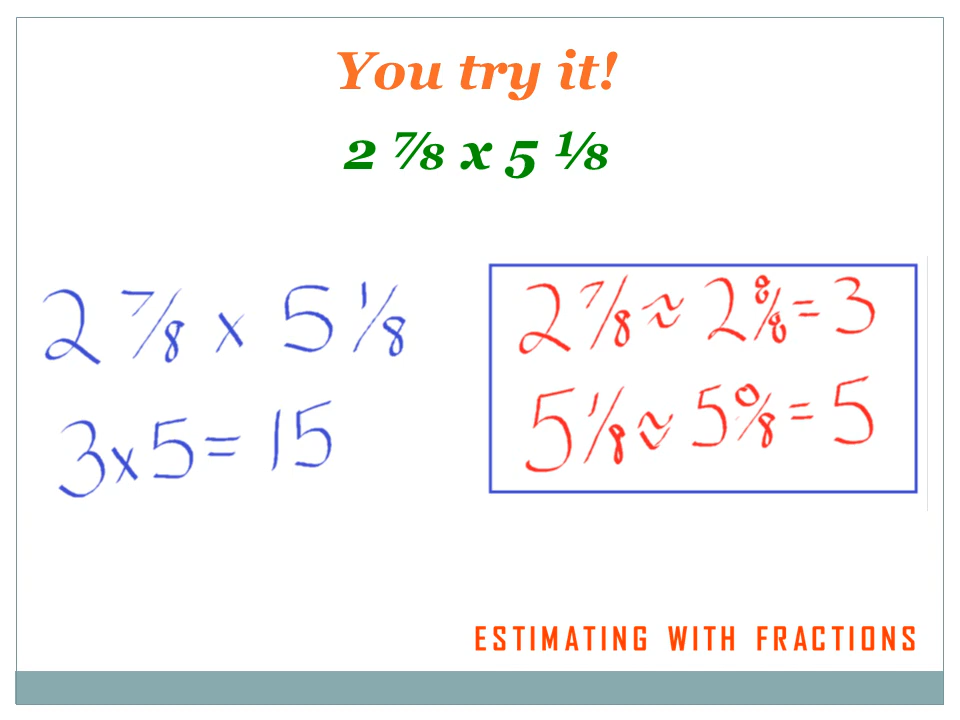 You try it!
2 ⅞ x 5 ⅛
2 7/8 x 5 1/8
3x5=15
2 7/8 ≈ 2 8/8 = 3
5 1/8 ≈ 5 0/8 = 5
ESTIMATING WITH FRACTIONS